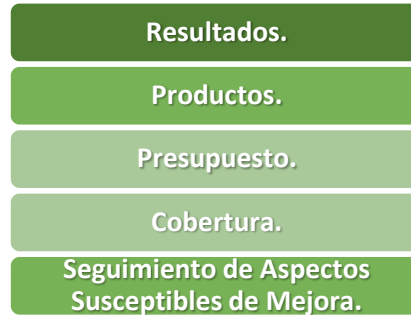 Resultados.
Productos.
Presupuesto.
Cobertura.
Seguimiento de Aspectos
Susceptibles de Mejora.